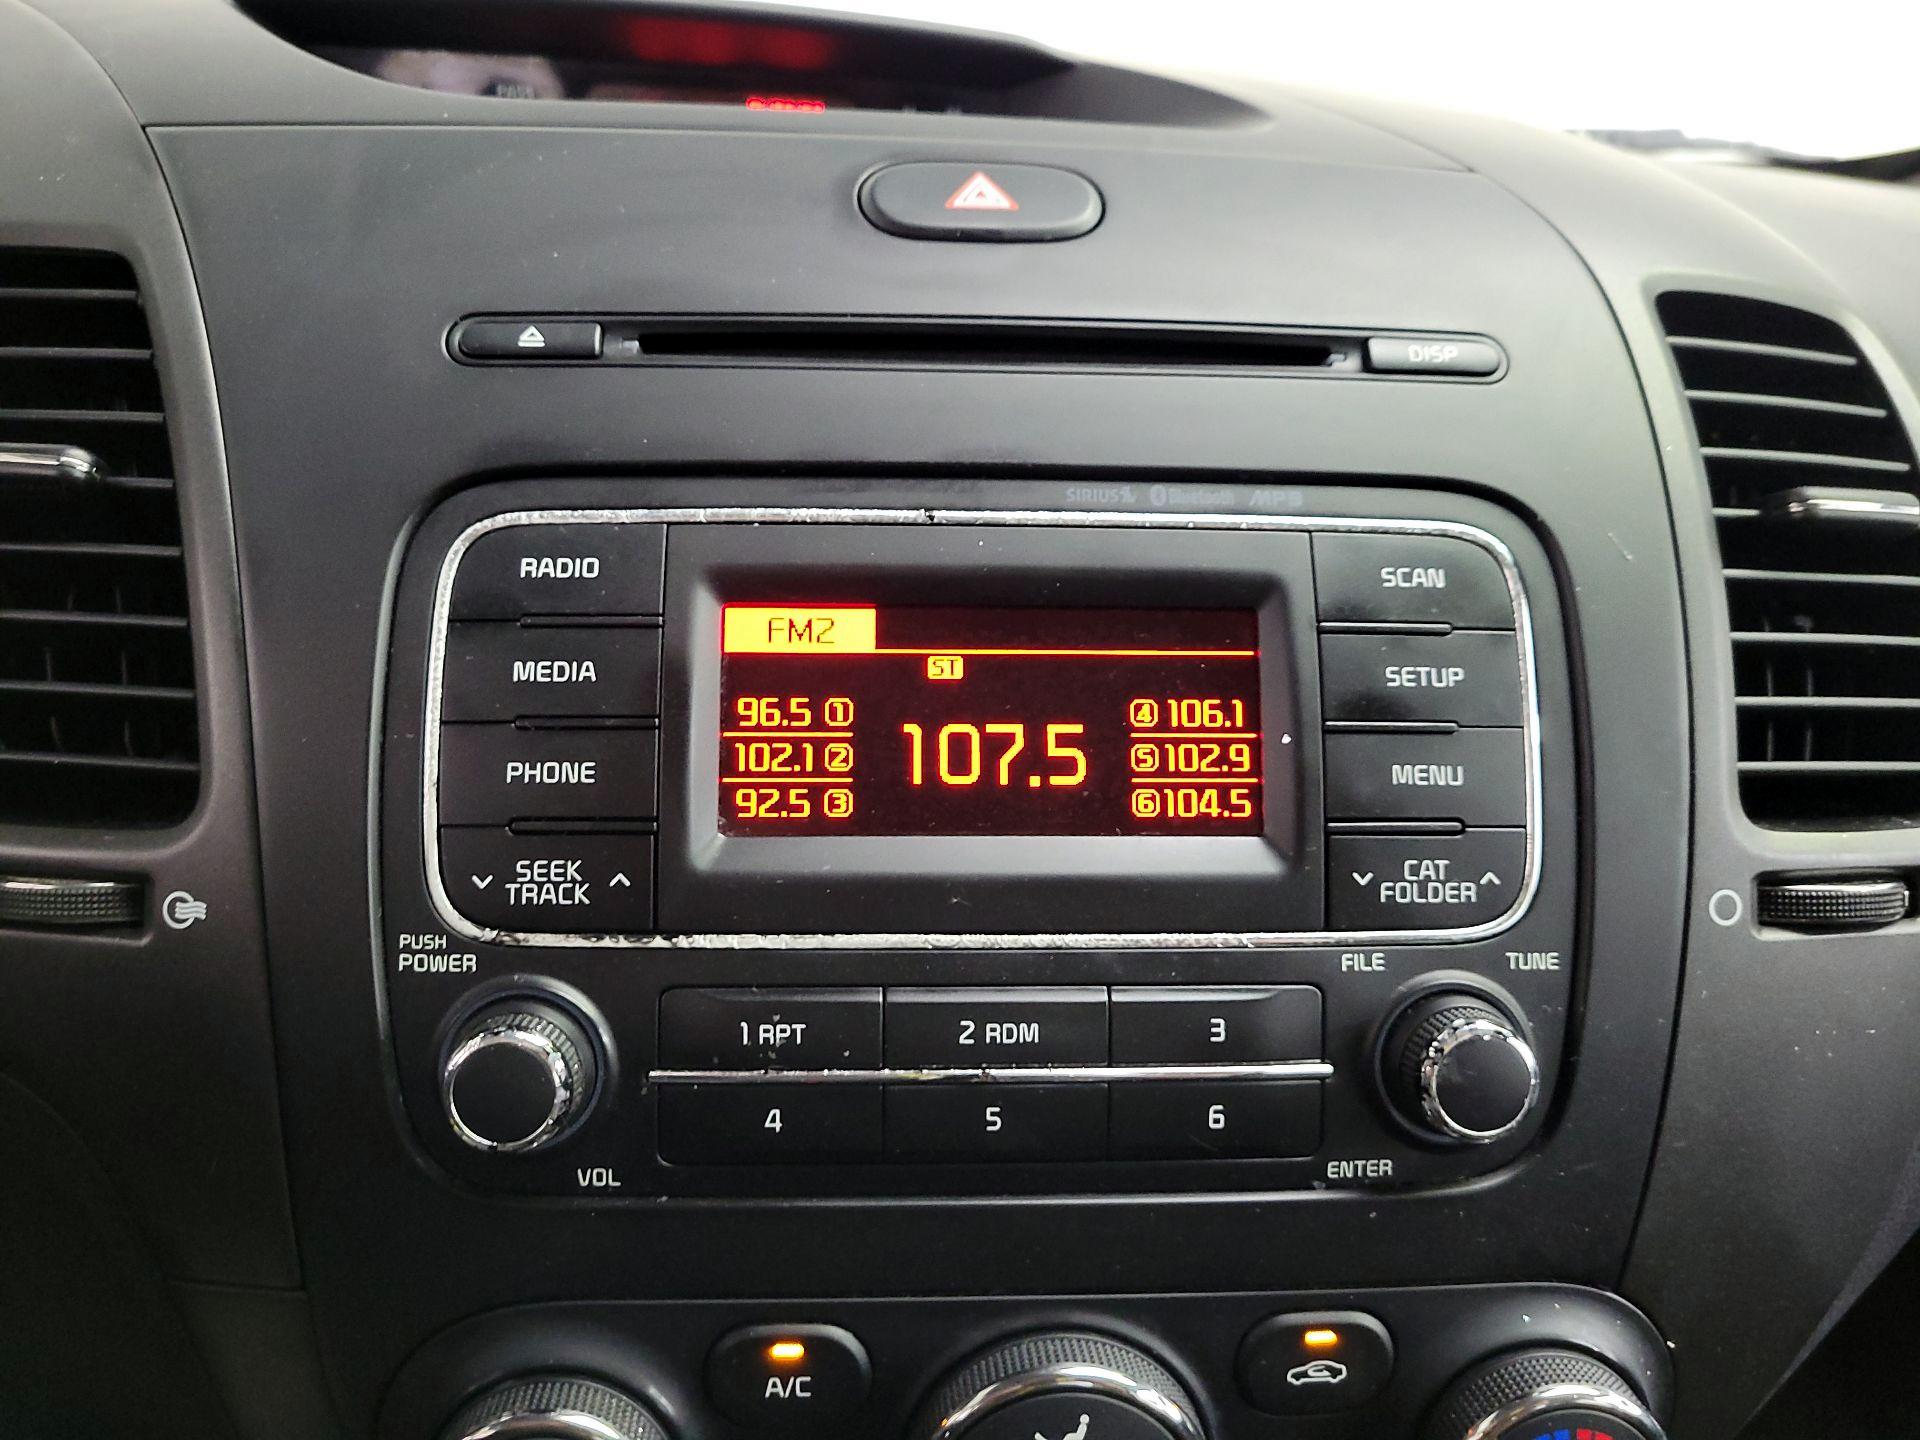 PASS
DISP
SIRIUS Bluetooth MP3
RADIO
SCAN
FM2
ST
MEDIA
SETUP
96.5 1
4 106.1
107.5
102.1 2
5 102.9
PHONE
MENU
92.5 3
6 104.5
SEEK
TRACK
CAT
FOLDER
PUSH
POWER
FILE
TUNE
1 RPT
2 RDM
3
4
5
6
VOL
ENTER
A/C